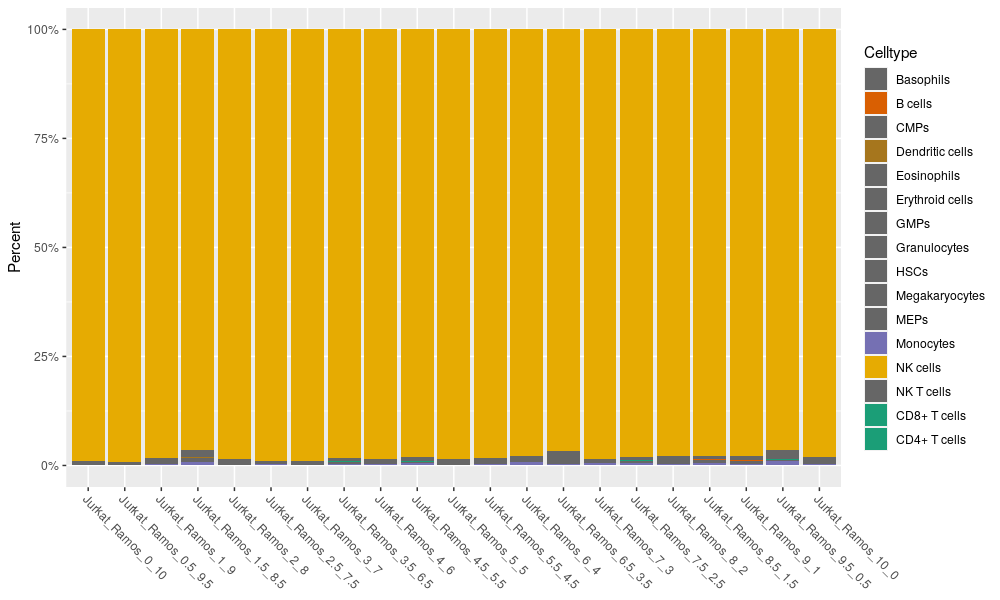 100%
75%
50%
25%
0%
Percent
Jurkat_Ramos_0_10
Jurkat_Ramos_0.5_9.5
Jurkat_Ramos_1_9
Jurkat_Ramos_1.5_8.5
Jurkat_Ramos_2_8
Jurkat_Ramos_2.5_7.5
Jurkat_Ramos_3_7
Jurkat_Ramos_3.5_6.5
Jurkat_Ramos_4_6
Jurkat_Ramos_4.5_5.5
Jurkat_Ramos_5_5
Jurkat_Ramos_5.5_4.5
Jurkat_Ramos_6_4
Jurkat_Ramos_6.5_3.5
Jurkat_Ramos_7_3
Jurkat_Ramos_7.5_2.5
Jurkat_Ramos_8_2
Jurkat_Ramos_8.5_1.5
Jurkat_Ramos_9_1
Jurkat_Ramos_9.5_0.5
Jurkat_Ramos_10_0
Celltype
Basophils
B cells
CMPs
Dendritic cells
Eosinophils
Erythroid cells
GMPs
Granulocytes
HSCs
Megakaryocytes
MEPs
Monocytes
NK cells
NK T cells
CD8+ T cells
CD4+ T cells